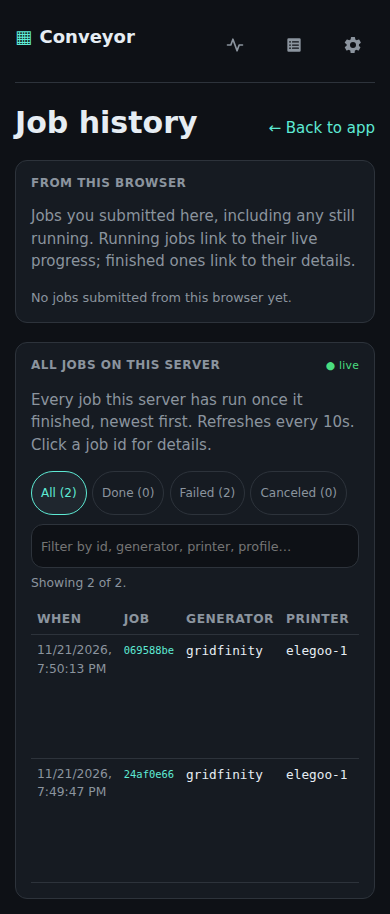 Conveyor
Job history
← Back to app
FROM THIS BROWSER
Jobs you submitted here, including any still
running. Running jobs link to their live
progress; finished ones link to their details.
No jobs submitted from this browser yet.
ALL JOBS ON THIS SERVER
● live
Every job this server has run once it
finished, newest first. Refreshes every 10s.
Click a job id for details.
All (2) Done (0) Failed (2) Canceled (0)
Filter by id, generator, printer, profile…
Showing 2 of 2.
WHEN JOB GENERATOR PRINTER
11/21/2026, 069588be gridfinity elegoo-1
7:50:13 PM
11/21/2026, 24af0e66 gridfinity elegoo-1
7:49:47 PM